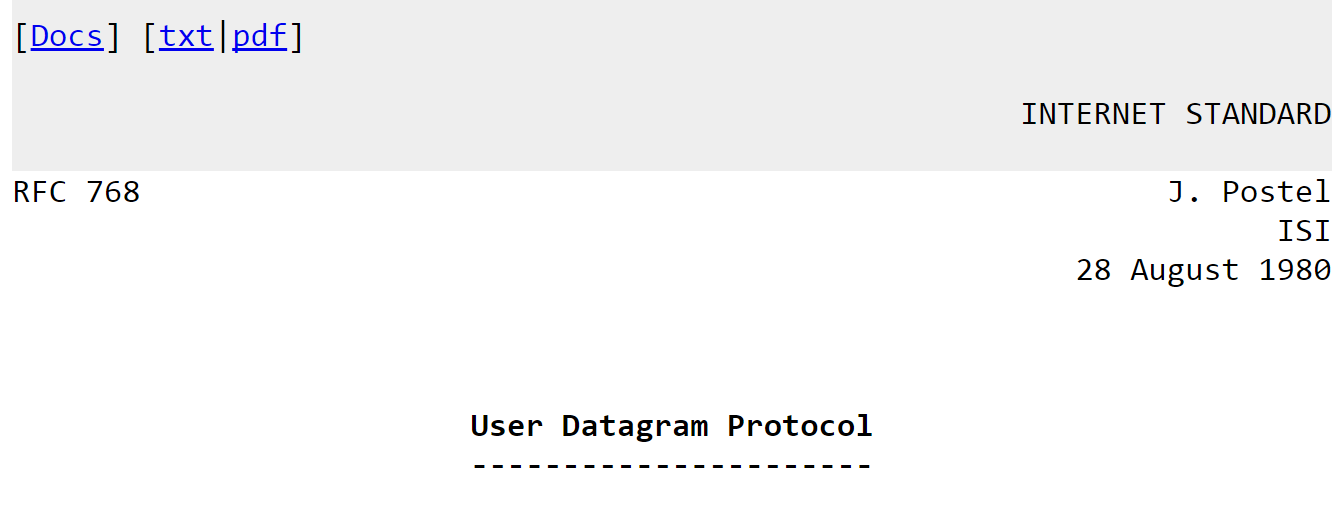 [Docs] [txt|pdf]
INTERNET STANDARD
RFC 768 J. Postel
ISI
28 August 1980
User Datagram Protocol
----------------------